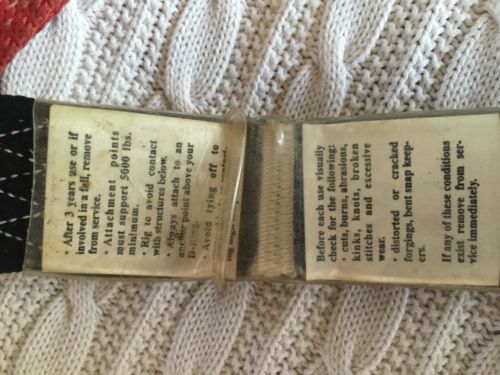 • After 3 years use or if
involved in a fall, remove
from service.
• Attachment points
must support 5000 lbs.
minimum.
• Rig to avoid contact
with structures below.
• Always attach to an
anchor point above your
D-
• Avoid tying off to
Before each use visually
check for the following:
• cuts, burns, abrasions,
kinks, knots, broken
stitches and excessive
wear.
• distorted or cracked
forgings, bent snap keep-
ers.
If any of these conditions
exist remove from ser-
vice immediately.